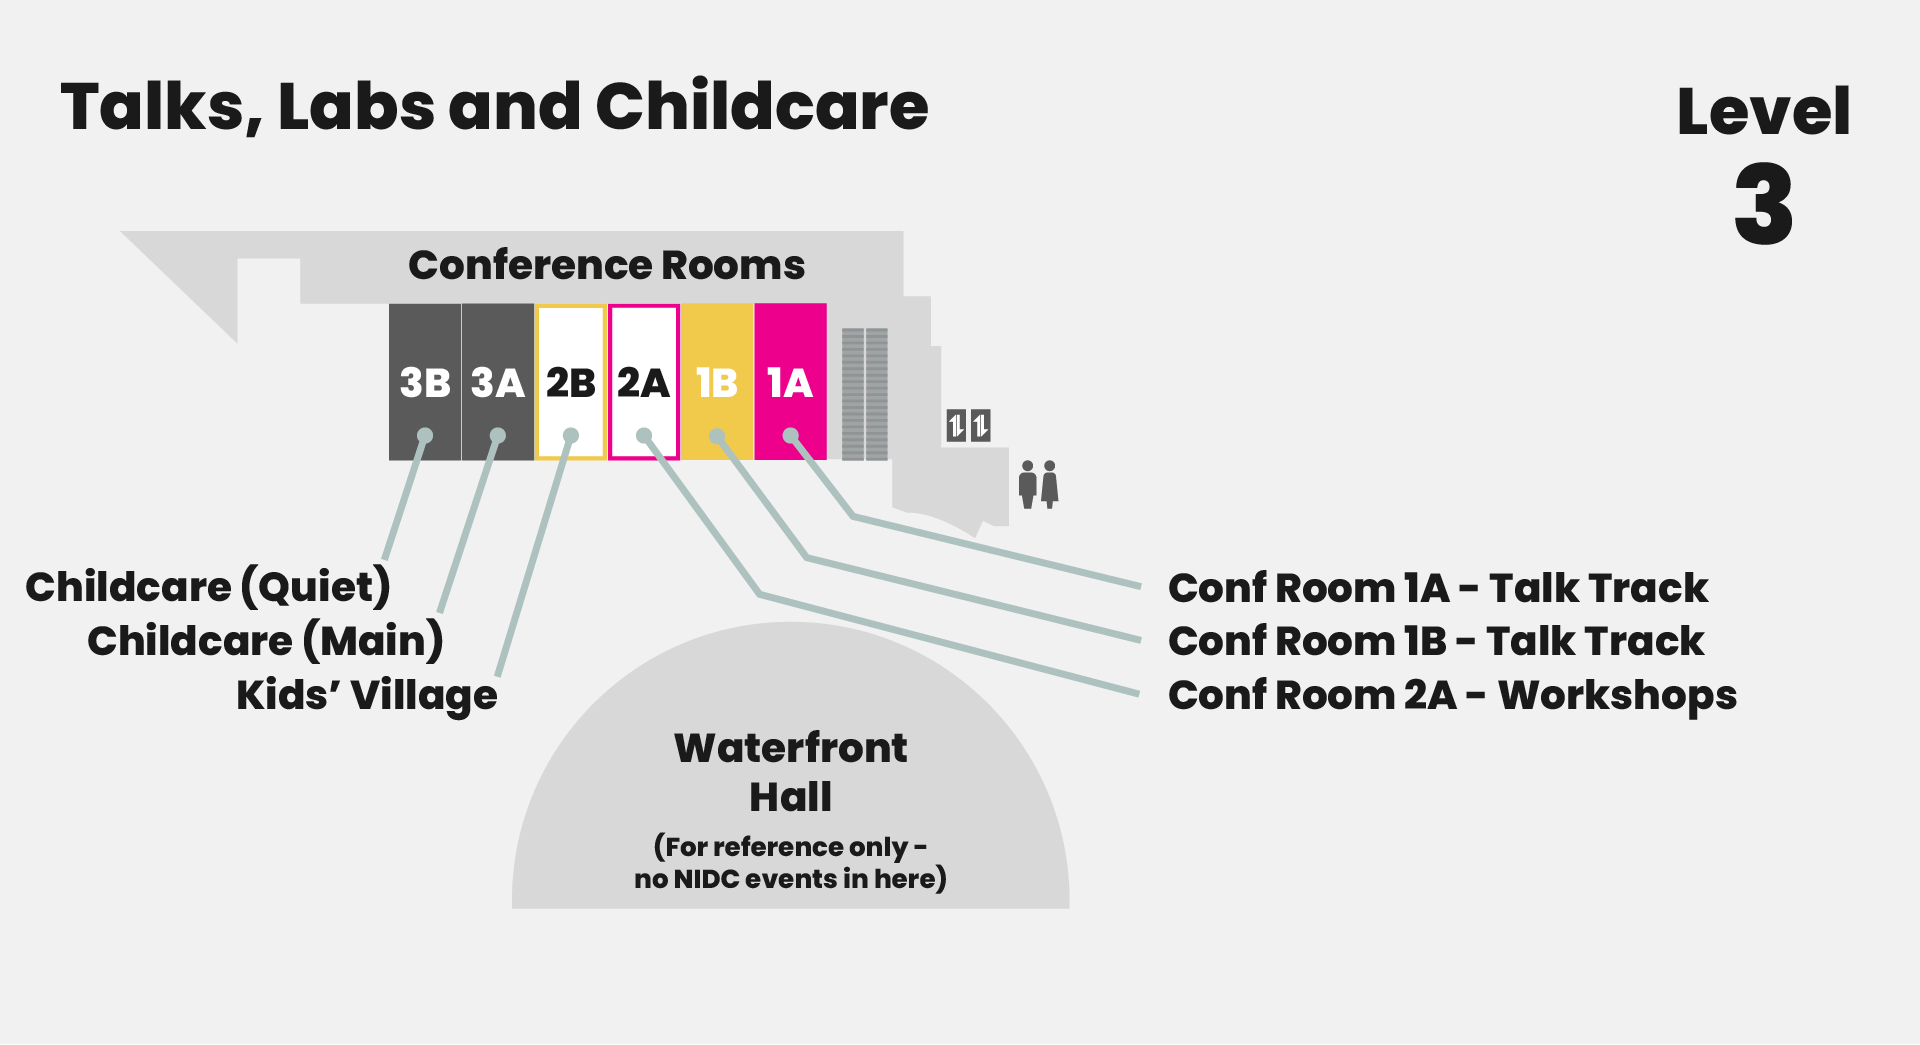 Talks, Labs and Childcare
Level
3
Conference Rooms
3B 3A 2B 2A 1B 1A
Childcare (Quiet)
Childcare (Main)
Kids’ Village
Conf Room 1A - Talk Track
Conf Room 1B - Talk Track
Conf Room 2A - Workshops
Waterfront
Hall
(For reference only -
no NIDC events in here)